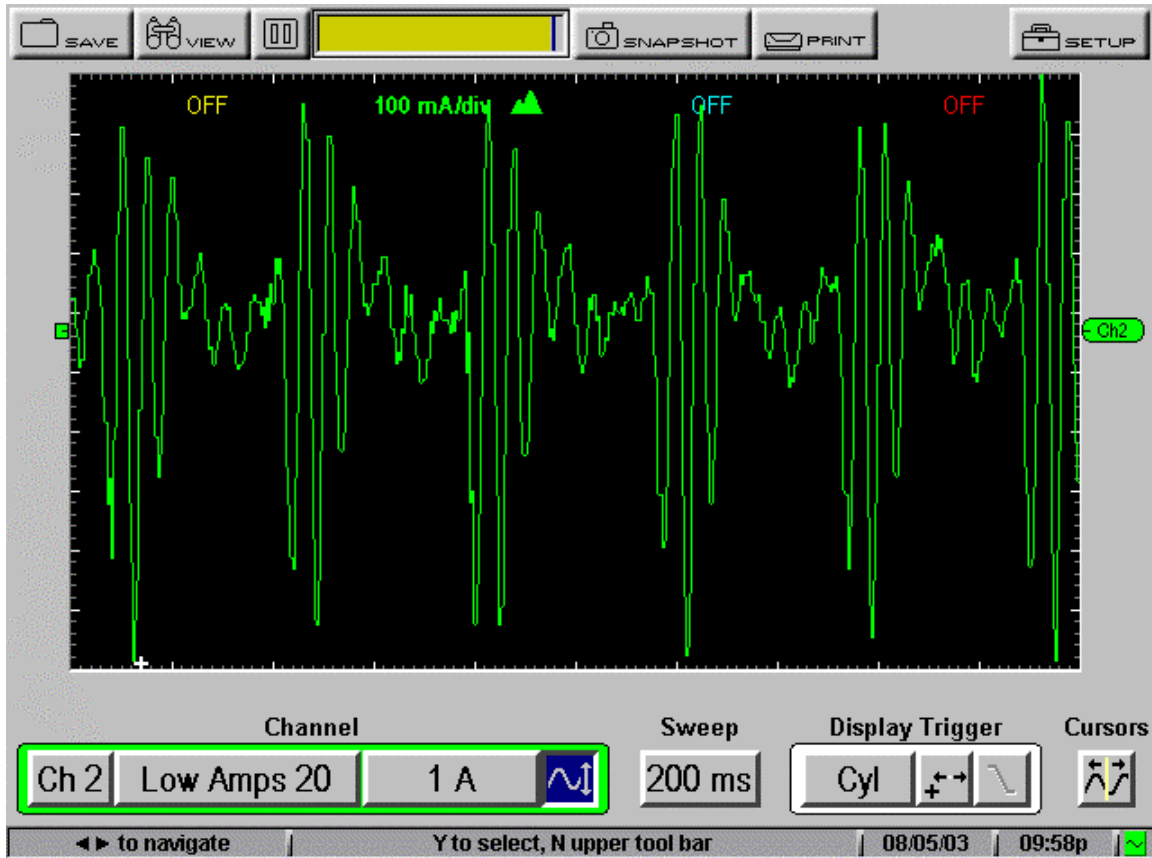 SAVE VIEW SNAPSHOT PRINT SETUP
OFF 100 mA/div OFF OFF
Ch2
Channel Sweep Display Trigger Cursors
Ch 2 Low Amps 20 1 A 200 ms Cyl
to navigate Y to select, N upper tool bar 08/05/03 09:58p